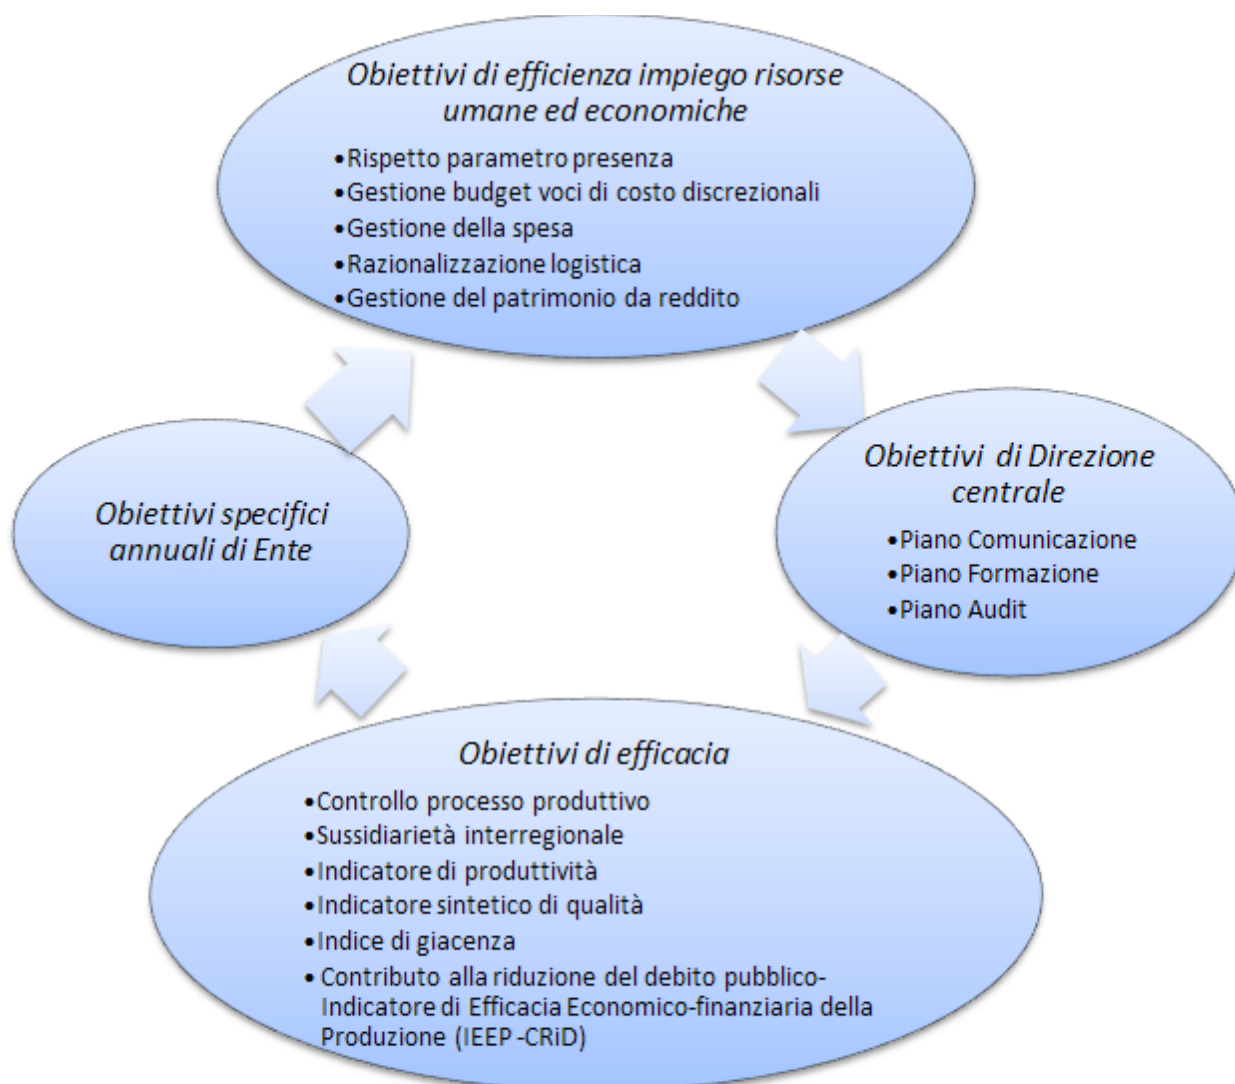 Obiettivi di efficienza impiego risorse
umane ed economiche
•Rispetto parametro presenza
•Gestione budget voci di costo discrezionali
•Gestione della spesa
•Razionalizzazione logistica
•Gestione del patrimonio da reddito
Obiettivi di Direzione
centrale
•Piano Comunicazione
•Piano Formazione
•Piano Audit
Obiettivi specifici
annuali di Ente
Obiettivi di efficacia
•Controllo processo produttivo
•Sussidiarietà interregionale
•Indicatore di produttività
•Indicatore sintetico di qualità
•Indice di giacenza
• Contributo alla riduzione del debito pubblico-
Indicatore di Efficacia Economico-finanziaria della
Produzione (IEEP -CRiD)